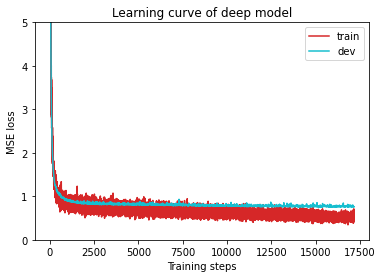 Learning curve of deep model
train
dev
MSE loss
5
4
3
2
1
0
0 2500 5000 7500 10000 12500 15000 17500
Training steps